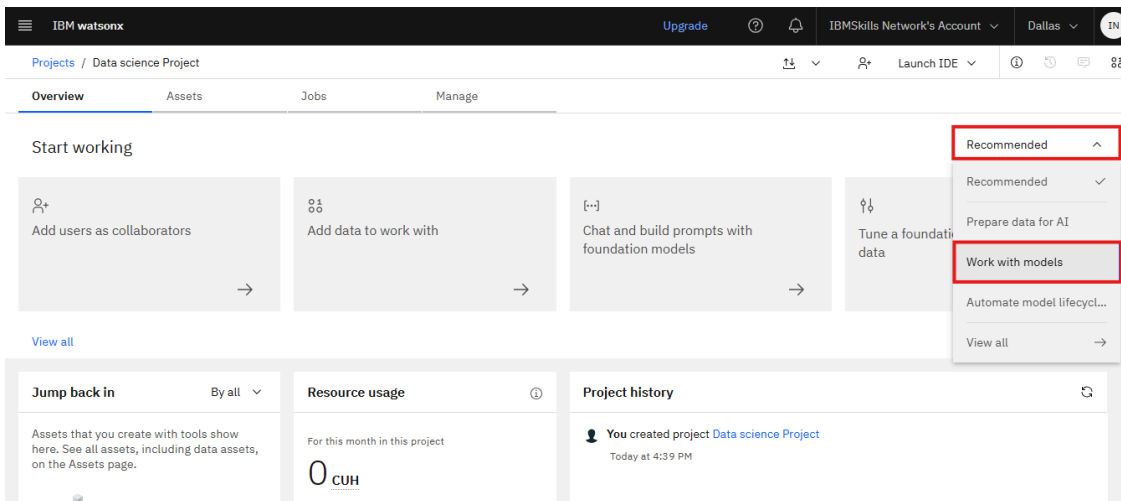 IBM watsonx
Upgrade
IBMSkills Network's Account
Dallas
IN
Projects / Data science Project
Launch IDE
Overview
Assets
Jobs
Manage
Start working
Recommended
Recommended
Prepare data for AI
Work with models
Automate model lifecycl...
View all
Add users as collaborators
Add data to work with
Chat and build prompts with
foundation models
Tune a foundati
data
View all
Jump back in
By all
Assets that you create with tools show
here. See all assets, including data assets,
on the Assets page.
Resource usage
For this month in this project
0 CUH
Project history
You created project Data science Project
Today at 4:39 PM